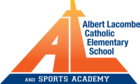 Albert Lacombe
Catholic
Elementary
School
AND SPORTS ACADEMY